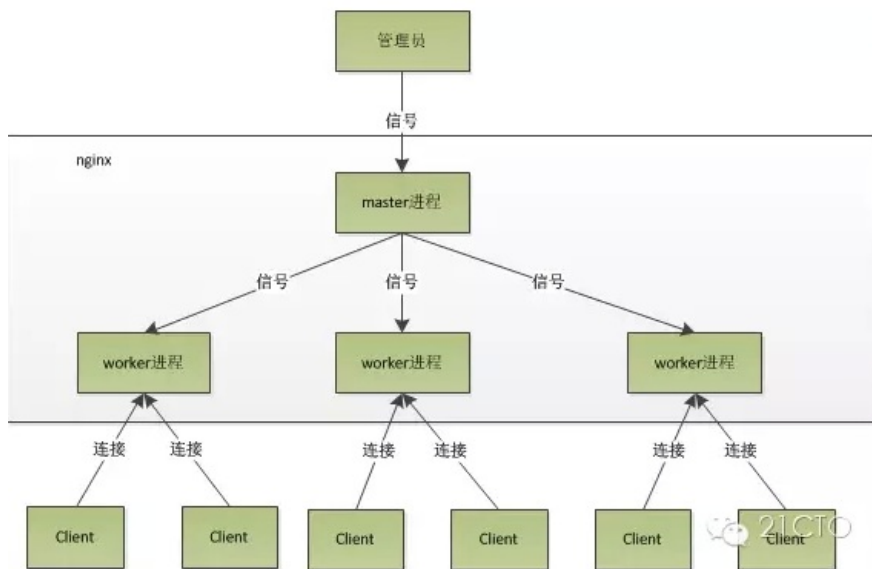 管理员
信号
nginx
master进程
信号
信号
信号
worker进程
worker进程
worker进程
连接
连接
连接
连接
连接
连接
Client
Client
Client
Client
Client
Client
21CTO